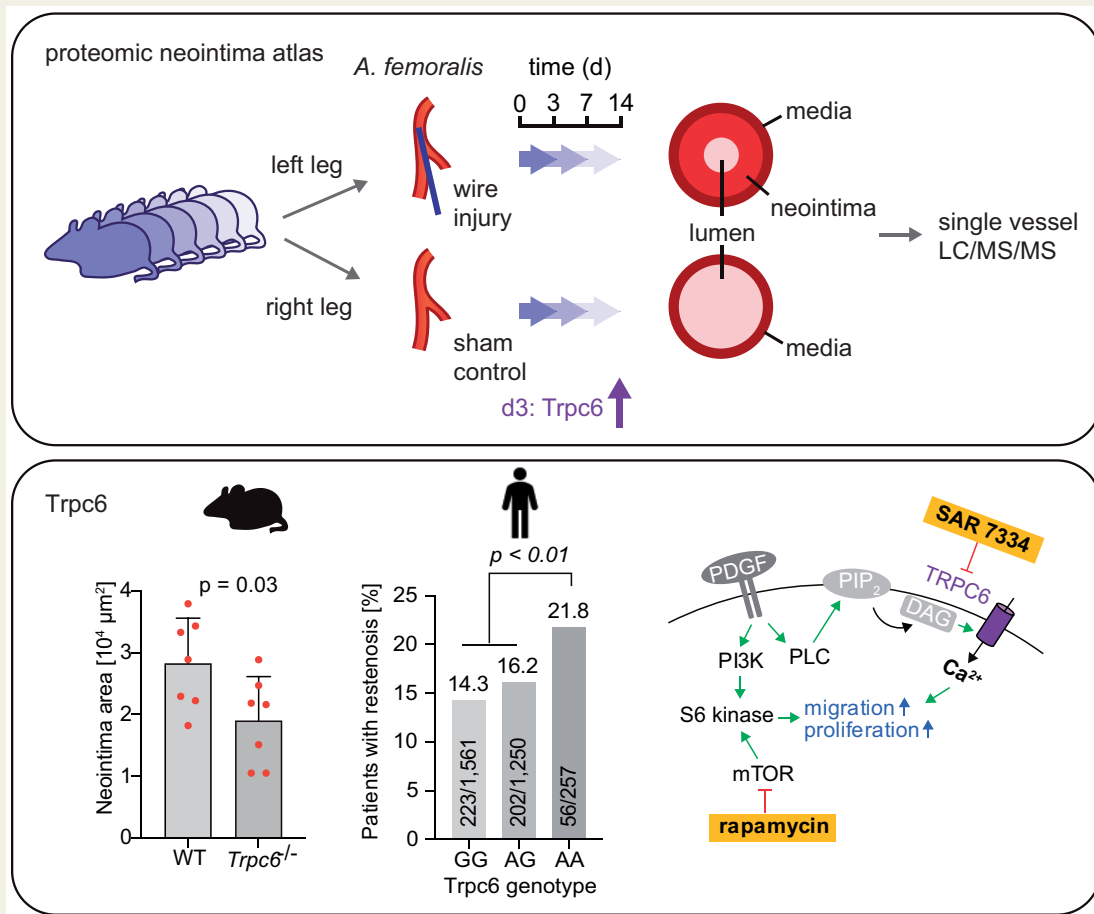 proteomic neointima atlas
A. femoralis
time (d)
0 3 7 14
left leg
right leg
wire
injury
sham
control
d3: Trpc6
media
neointima
lumen
media
single vessel
LC/MS/MS
Trpc6
p = 0.03
Neointima area [10⁴ µm²]
4
3
2
1
0
WT
Trpc6-/-
p < 0.01
Patients with restenosis [%]
25
20
15
10
5
0
14.3
16.2
21.8
223/1,561
202/1,250
56/257
GG AG AA
Trpc6 genotype
SAR 7334
TRPC6
PDGF
PIP₂
DAG
PI3K
PLC
Ca²⁺
S6 kinase
migration
proliferation
mTOR
rapamycin